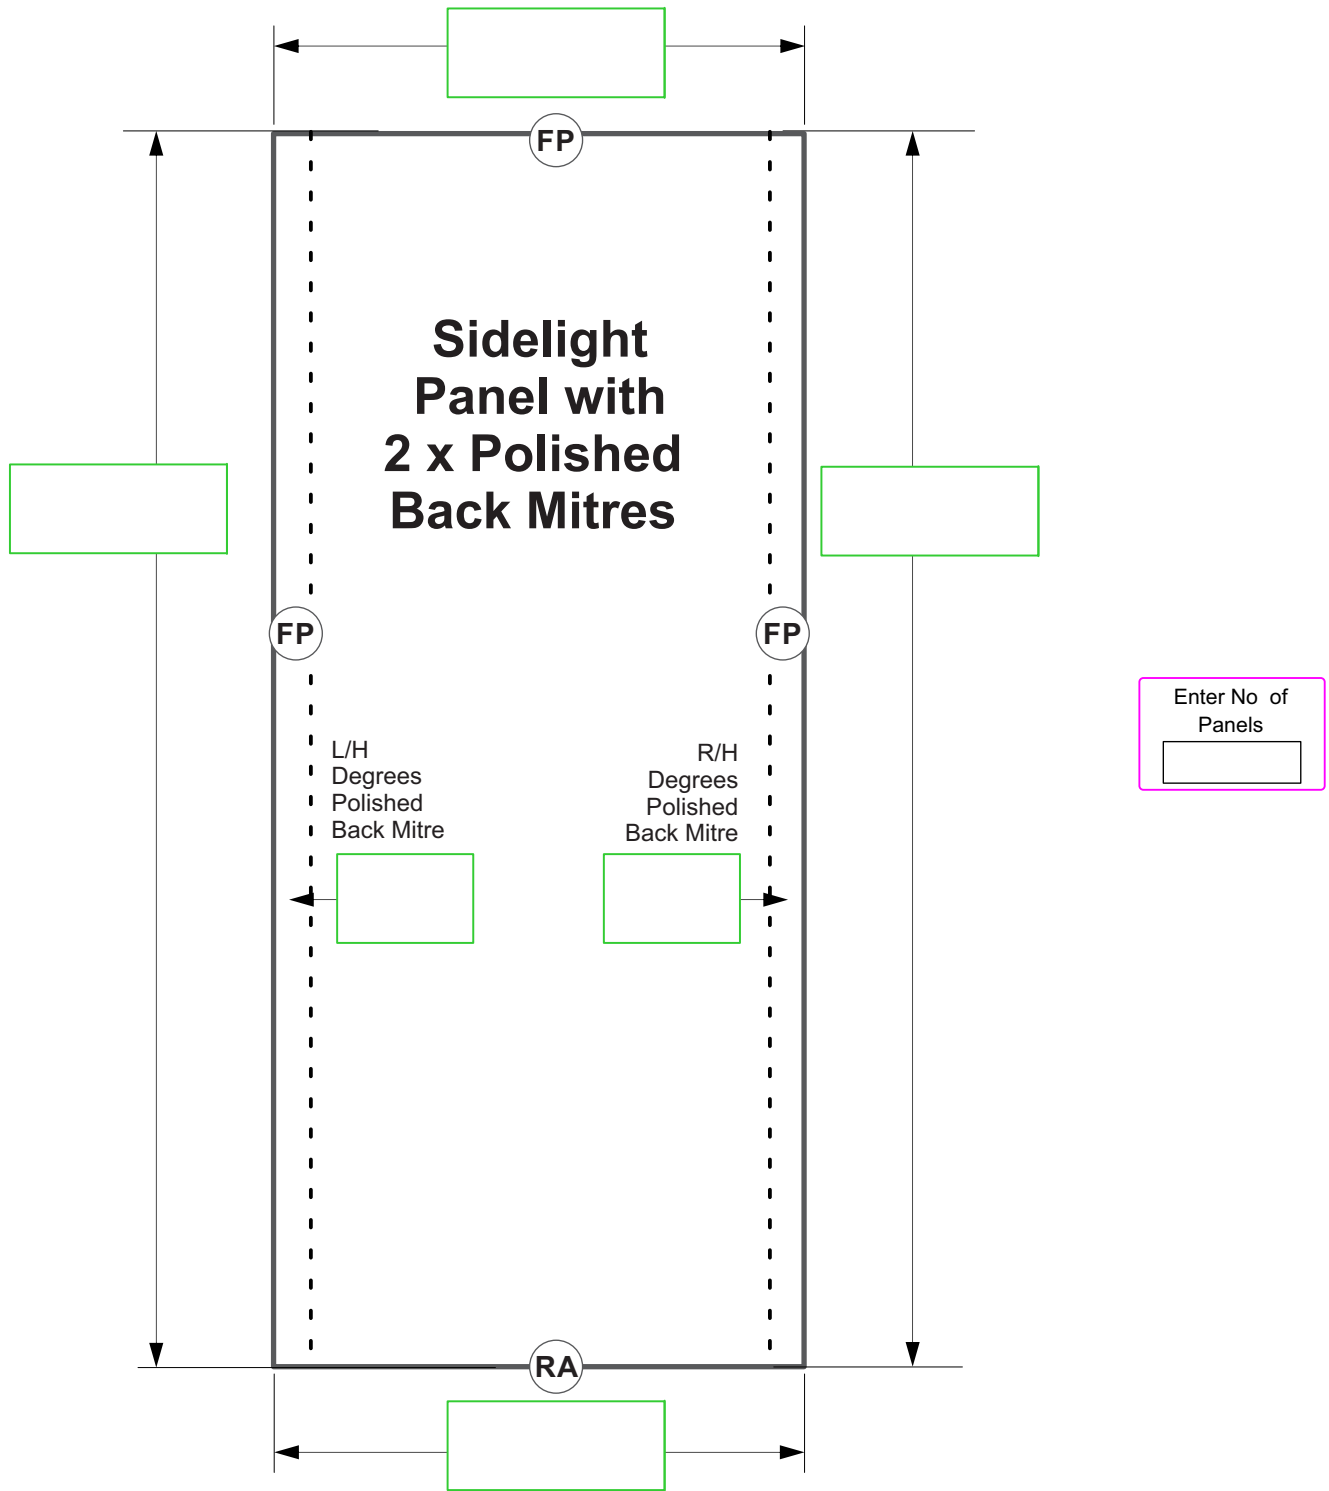 FP
Sidelight
Panel with
2 x Polished
Back Mitres
FP
FP
L/H
Degrees
Polished
Back Mitre
R/H
Degrees
Polished
Back Mitre
Enter No of
Panels
RA